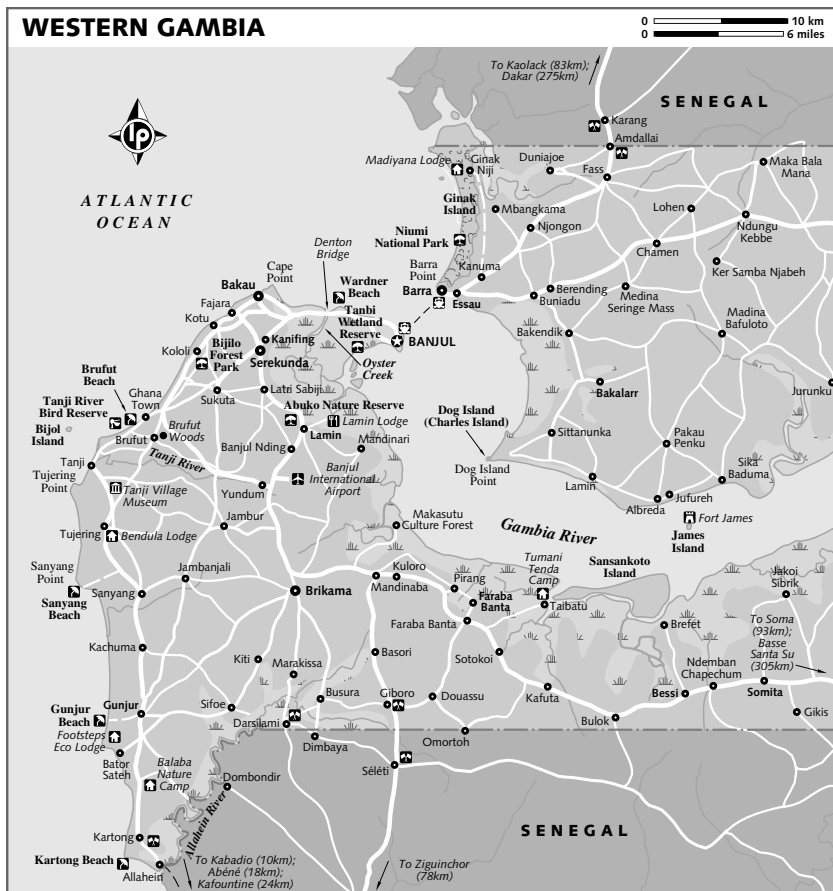 WESTERN GAMBIA
0 10 km
0 6 miles
To Kaolack (83km);
Dakar (275km)
SENEGAL
Karang
Amdallai
lp
ATLANTIC
OCEAN
Madiyana Lodge
Ginak
Niji
Duniajoe
Fass
Maka Bala
Mana
Ginak
Island
Mbangkama
Lohen
Ndungu
Kebbe
Niumi
National Park
Njongon
Chamen
Denton
Bridge
Cape
Point
Barra
Point
Kanuma
Ker Samba Njabeh
Bakau
Wardner
Beach
Barra
Essau
Berending
Buniadu
Medina
Seringe Mass
Fajara
Kotu
Tanbi
Wetland
Reserve
Bakendik
Madina
Bafuloto
Kololi
Bijilo
Forest
Park
Kanifing
Serekunda
BANJUL
Oyster
Creek
Brufut
Beach
Bakalarr
Jurunku
Tanji River
Bird Reserve
Ghana
Town
Sukuta
Latri Sabiji
Abuko Nature Reserve
Lamin Lodge
Dog Island
(Charles Island)
Bijol
Island
Brufut
Brufut
Woods
Lamin
Mandinari
Sittanunka
Pakau
Penku
Banjul Nding
Tanji
Tujering
Point
Tanji River
Banjul
International
Airport
Dog Island
Point
Lamin
Sika
Baduma
Tanji Village
Museum
Yundum
Albreda
Jufureh
Fort James
Tujering
Bendula Lodge
Jambur
Makasutu
Culture Forest
Gambia River
James
Island
Sanyang
Point
Jambanjali
Kuloro
Tumani
Tenda
Camp
Sansankoto
Island
Jakoi
Sibrik
Sanyang
Beach
Sanyang
Brikama
Mandinaba
Pirang
Faraba
Banta
Taibatu
Faraba Banta
Brefet
To Soma
(93km);
Basse
Santa Su
(305km)
Kachuma
Kiti
Marakissa
Basori
Sotokoi
Ndemban
Chapechum
Gunjur
Beach
Gunjur
Sifoe
Busura
Giboro
Douassu
Kafuta
Bessi
Somita
Footsteps
Eco Lodge
Darsilami
Bulok
Gikis
Bator
Sateh
Balaba
Nature
Camp
Dimbaya
Omortoh
Dombondir
Séléti
Allahein River
Kartong
SENEGAL
Kartong Beach
Allahein
To Kabadio (10km);
Abéné (18km);
Kafountine (24km)
To Ziguinchor
(78km)